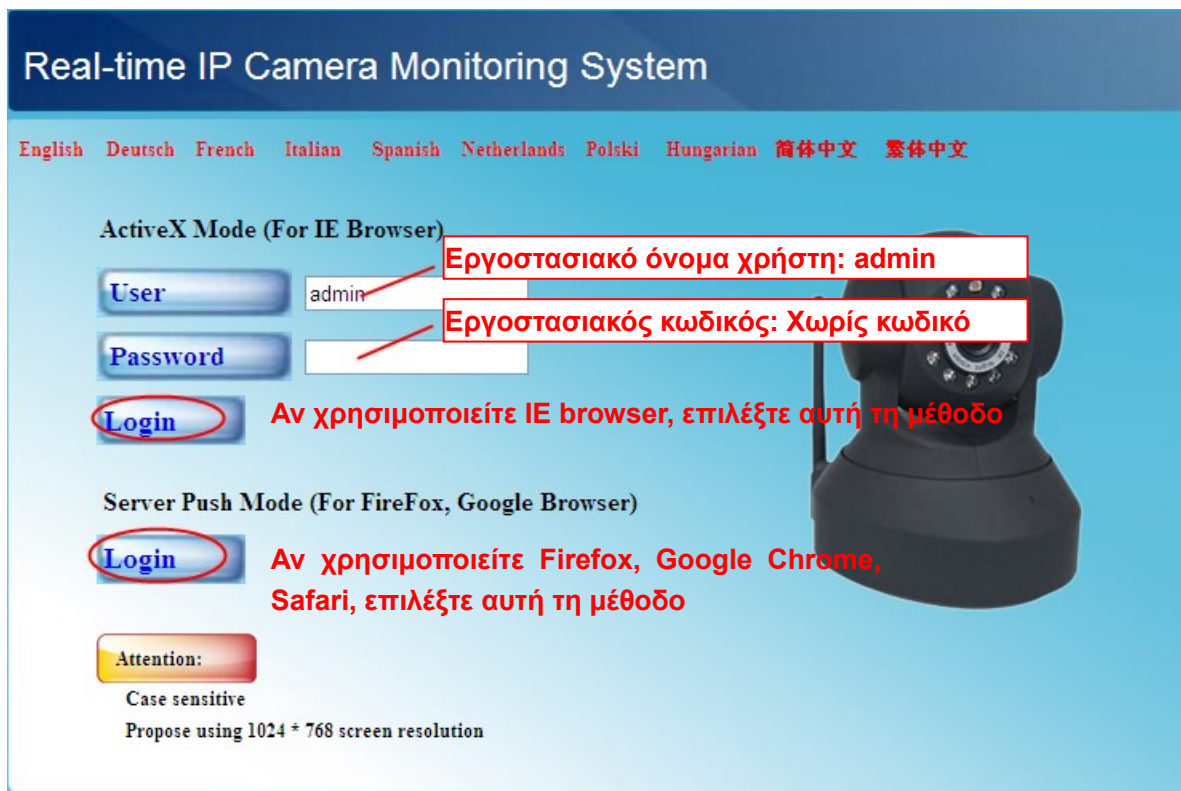 Real-time IP Camera Monitoring System
English Deutsch French Italian Spanish Netherlands Polski Hungarian 简体中文 繁体中文
ActiveX Mode (For IE Browser)
Εργοστασιακό όνομα χρήστη: admin
User admin
Εργοστασιακός κωδικός: Χωρίς κωδικό
Password
Login Αν χρησιμοποιείτε IE browser, επιλέξτε αυτή τη μέθοδο
Server Push Mode (For FireFox, Google Browser)
Login Αν χρησιμοποιείτε Firefox, Google Chrome,
Safari, επιλέξτε αυτή τη μέθοδο
Attention:
Case sensitive
Propose using 1024 * 768 screen resolution